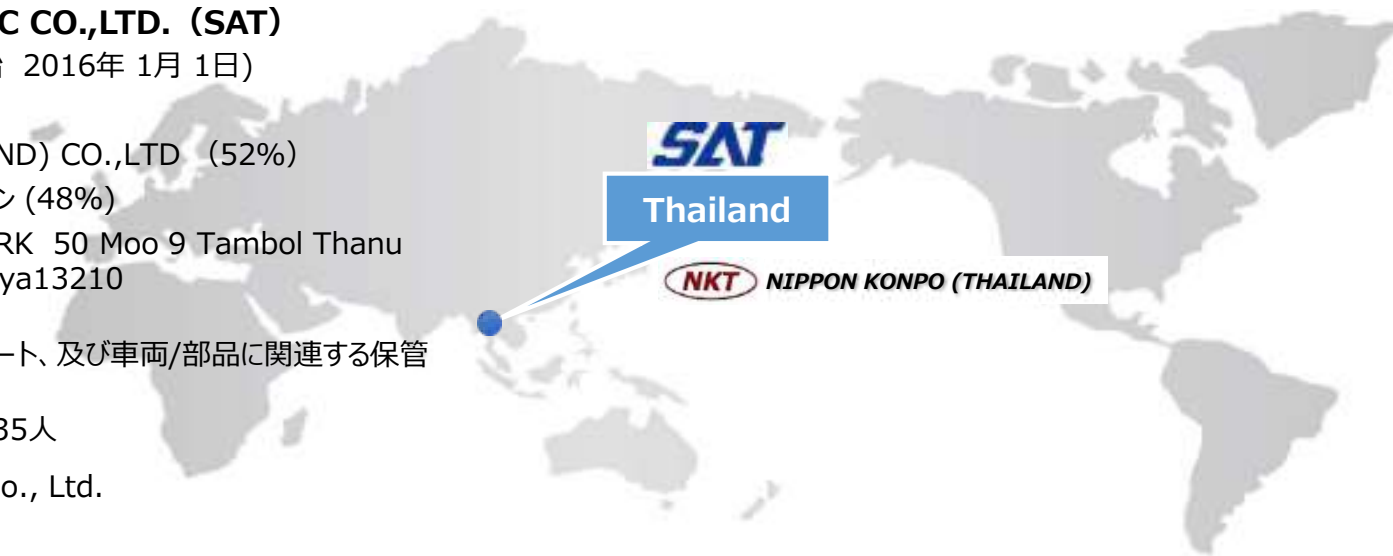 C CO.,LTD.（SAT）
台 2016年 1月 1日)
ND) CO.,LTD （52%）
ン (48%)
RK 50 Moo 9 Tambol Thanu
ya13210
ート、及び車両/部品に関連する保管
35人
o., Ltd.
SAT
Thailand
NKT NIPPON KONPO (THAILAND)